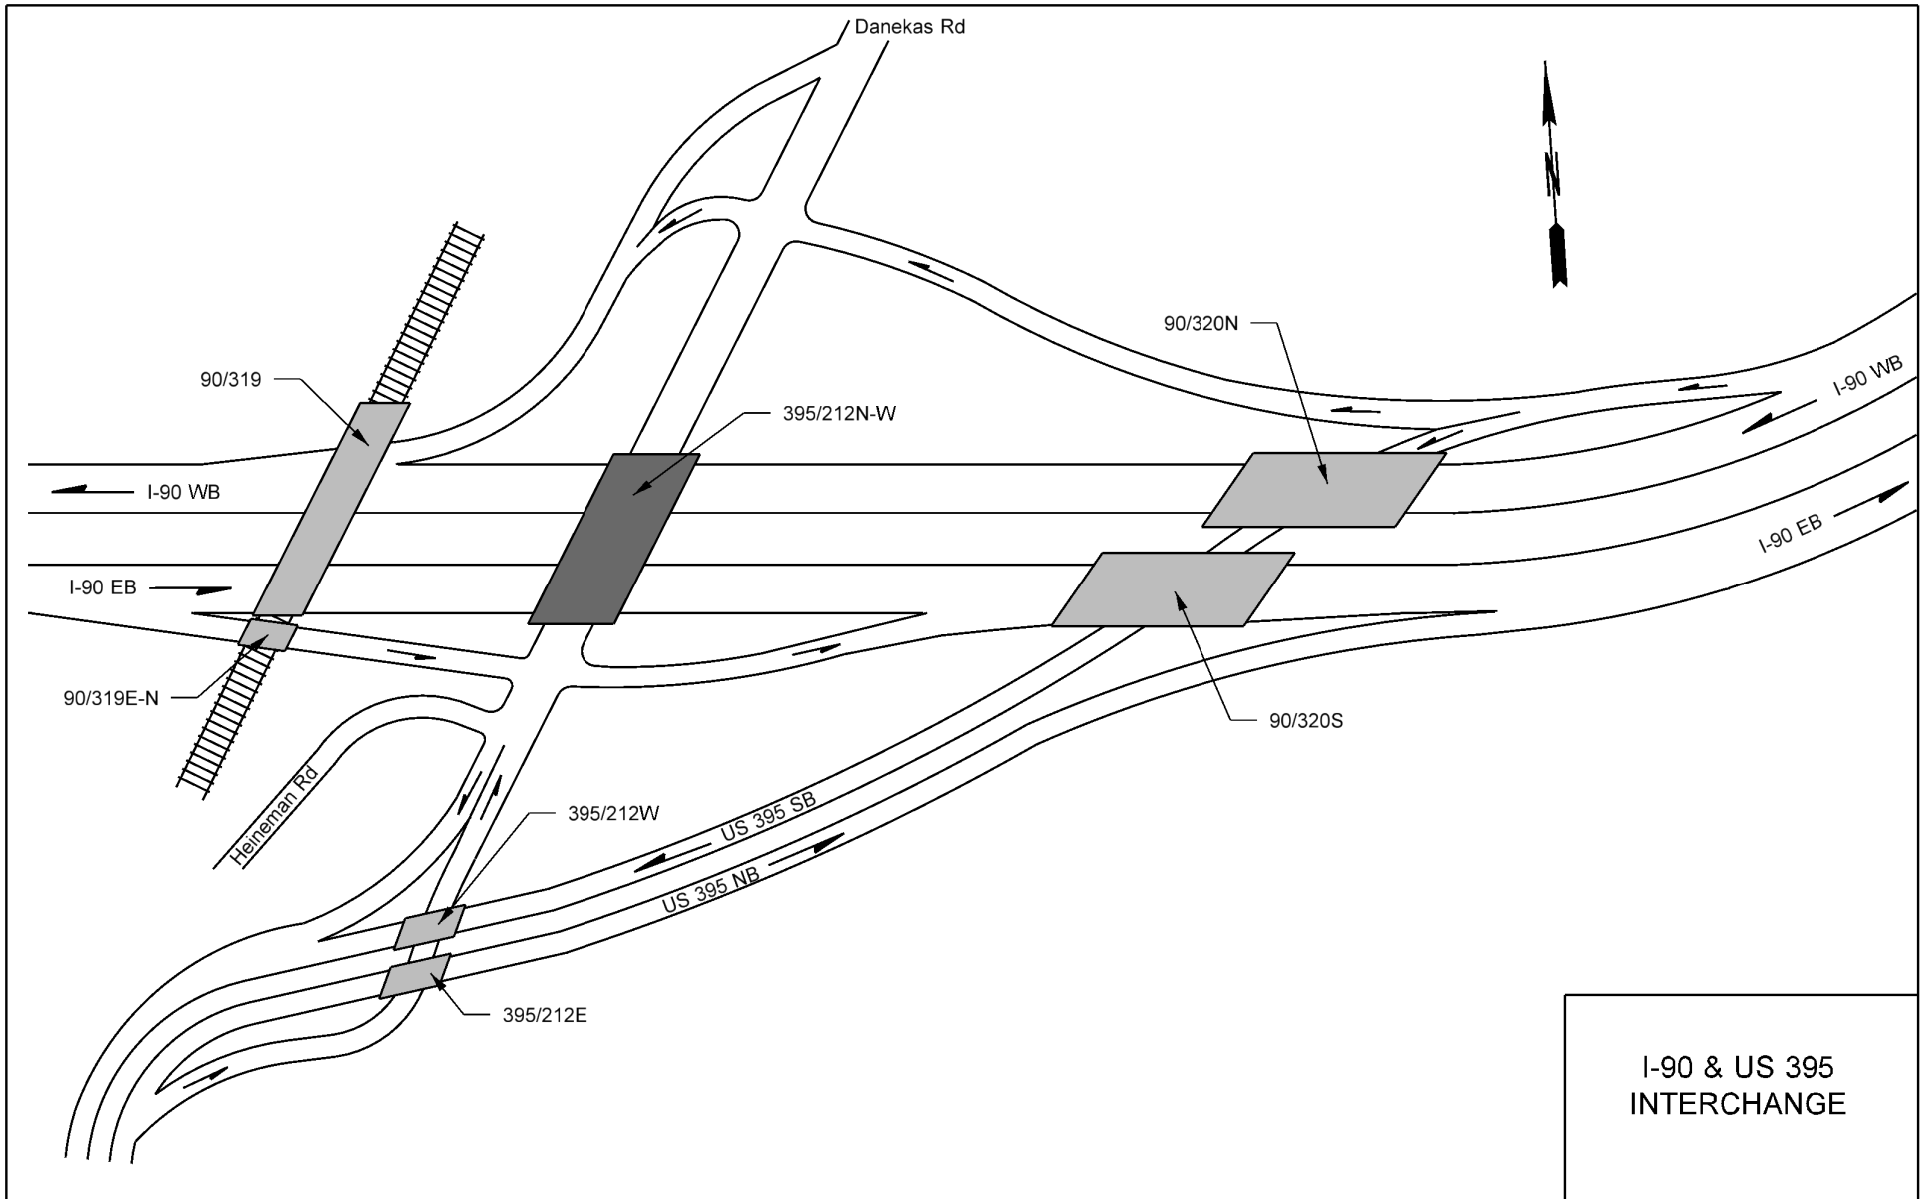 Danekas Rd
90/320N
I-90 WB
90/319
395/212N-W
I-90 WB
I-90 EB
I-90 EB
90/319E-N
90/320S
Heineman Rd
395/212W
US 395 SB
US 395 NB
395/212E
N
I-90 & US 395
INTERCHANGE